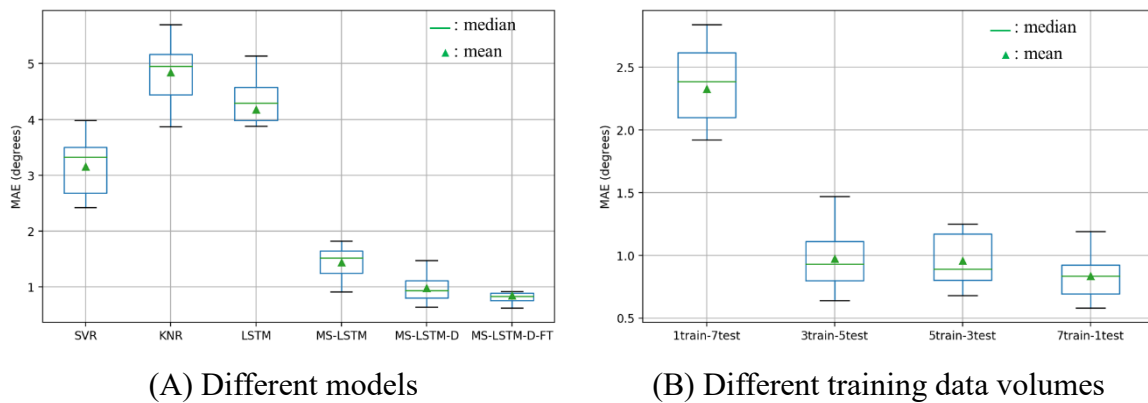 : median
: mean
MAE (degrees)
5
4
3
2
1
SVR
KNR
LSTM
MS-LSTM
MS-LSTM-D
MS-LSTM-D-FT
(A) Different models
: median
: mean
MAE (degrees)
2.5
2.0
1.5
1.0
0.5
1train-7test
3train-5test
5train-3test
7train-1test
(B) Different training data volumes